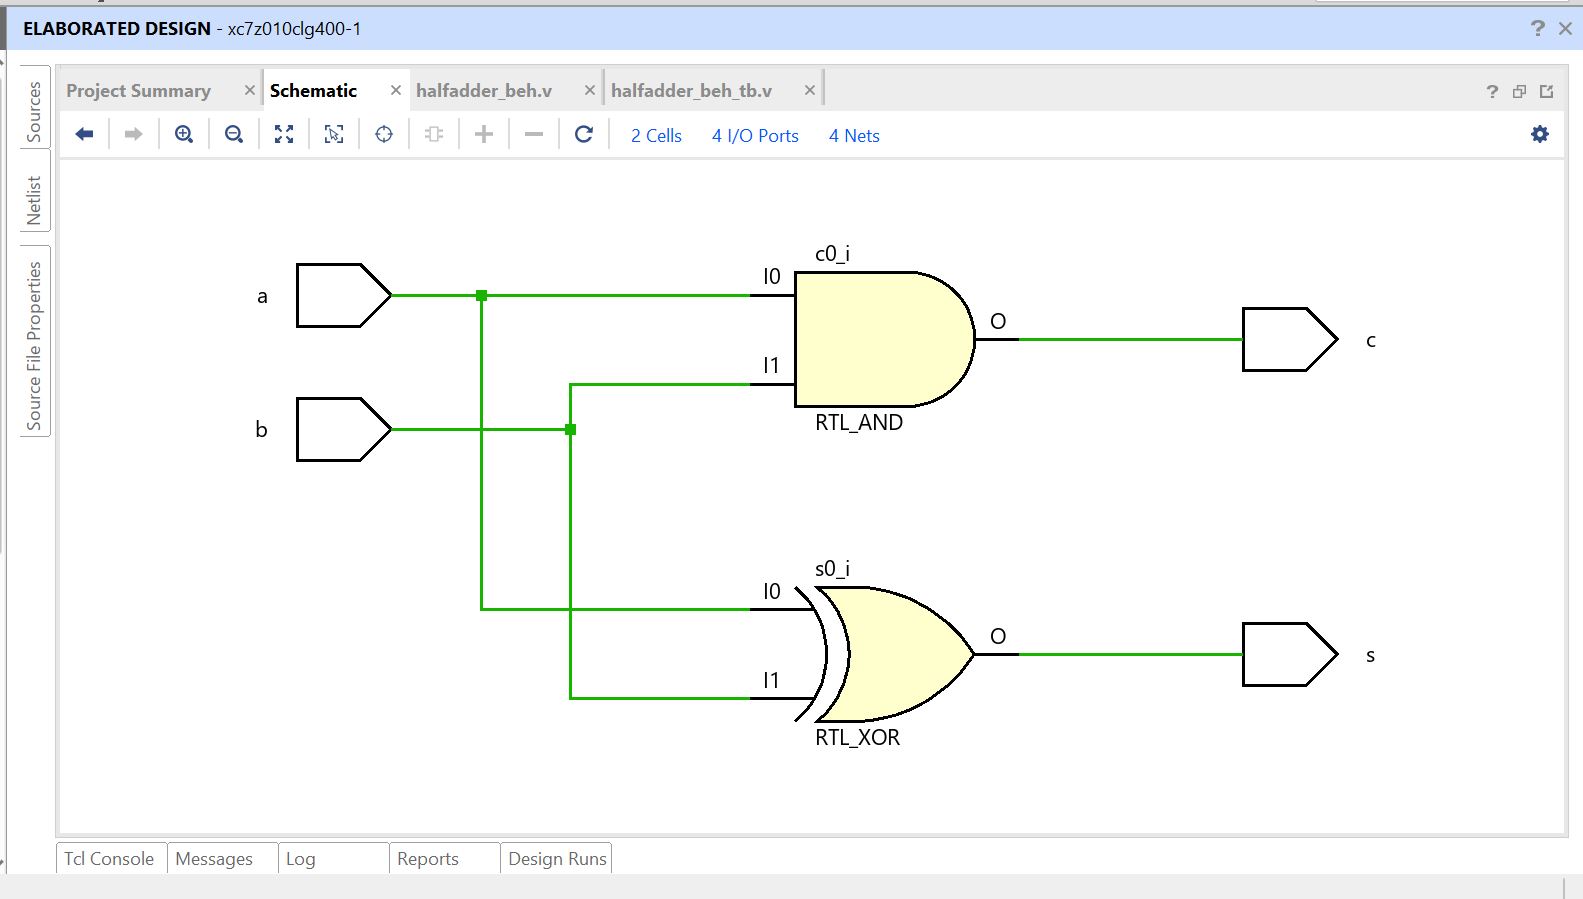 ELABORATED DESIGN - xc7z010clg400-1
Project Summary
Schematic
halfadder_beh.v
halfadder_beh_tb.v
2 Cells
4 I/O Ports
4 Nets
Sources
Netlist
Source File Properties
c0_i
I0
a
O
c
I1
RTL_AND
b
s0_i
I0
O
s
I1
RTL_XOR
Tcl Console
Messages
Log
Reports
Design Runs